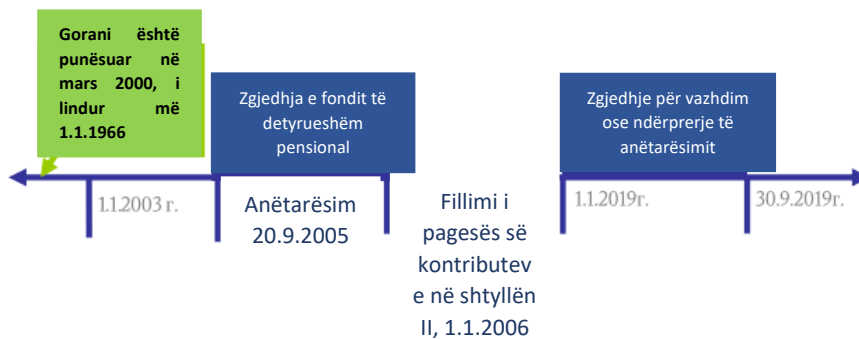 Gorani është
punësuar në
mars 2000, i
lindur më
1.1.1966
Zgjedhja e fondit të
detyrueshëm
pensional
Zgjedhje për vazhdim
ose ndërprerje të
anëtarësimit
1.1.2003 г.
Anëtarësim
20.9.2005
Fillimi i
pagesës së
kontributev
e në shtyllën
II, 1.1.2006
1.1.2019г.
30.9.2019г.